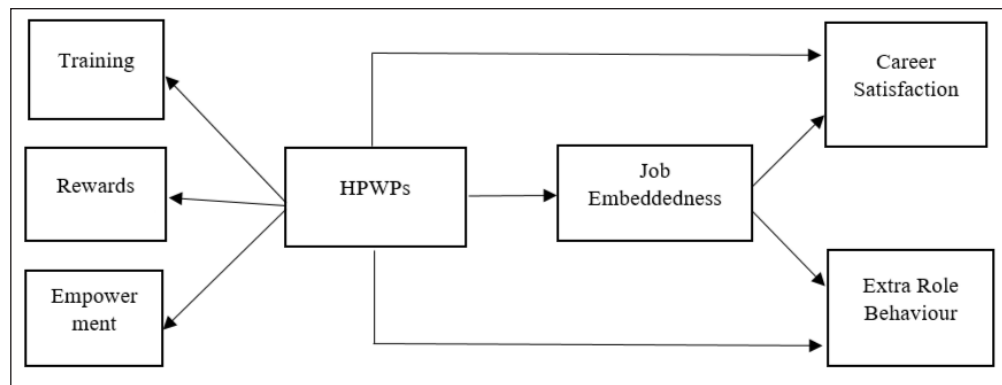 Training
Rewards
Empower
ment
HPWPs
Job
Embeddedness
Career
Satisfaction
Extra Role
Behaviour